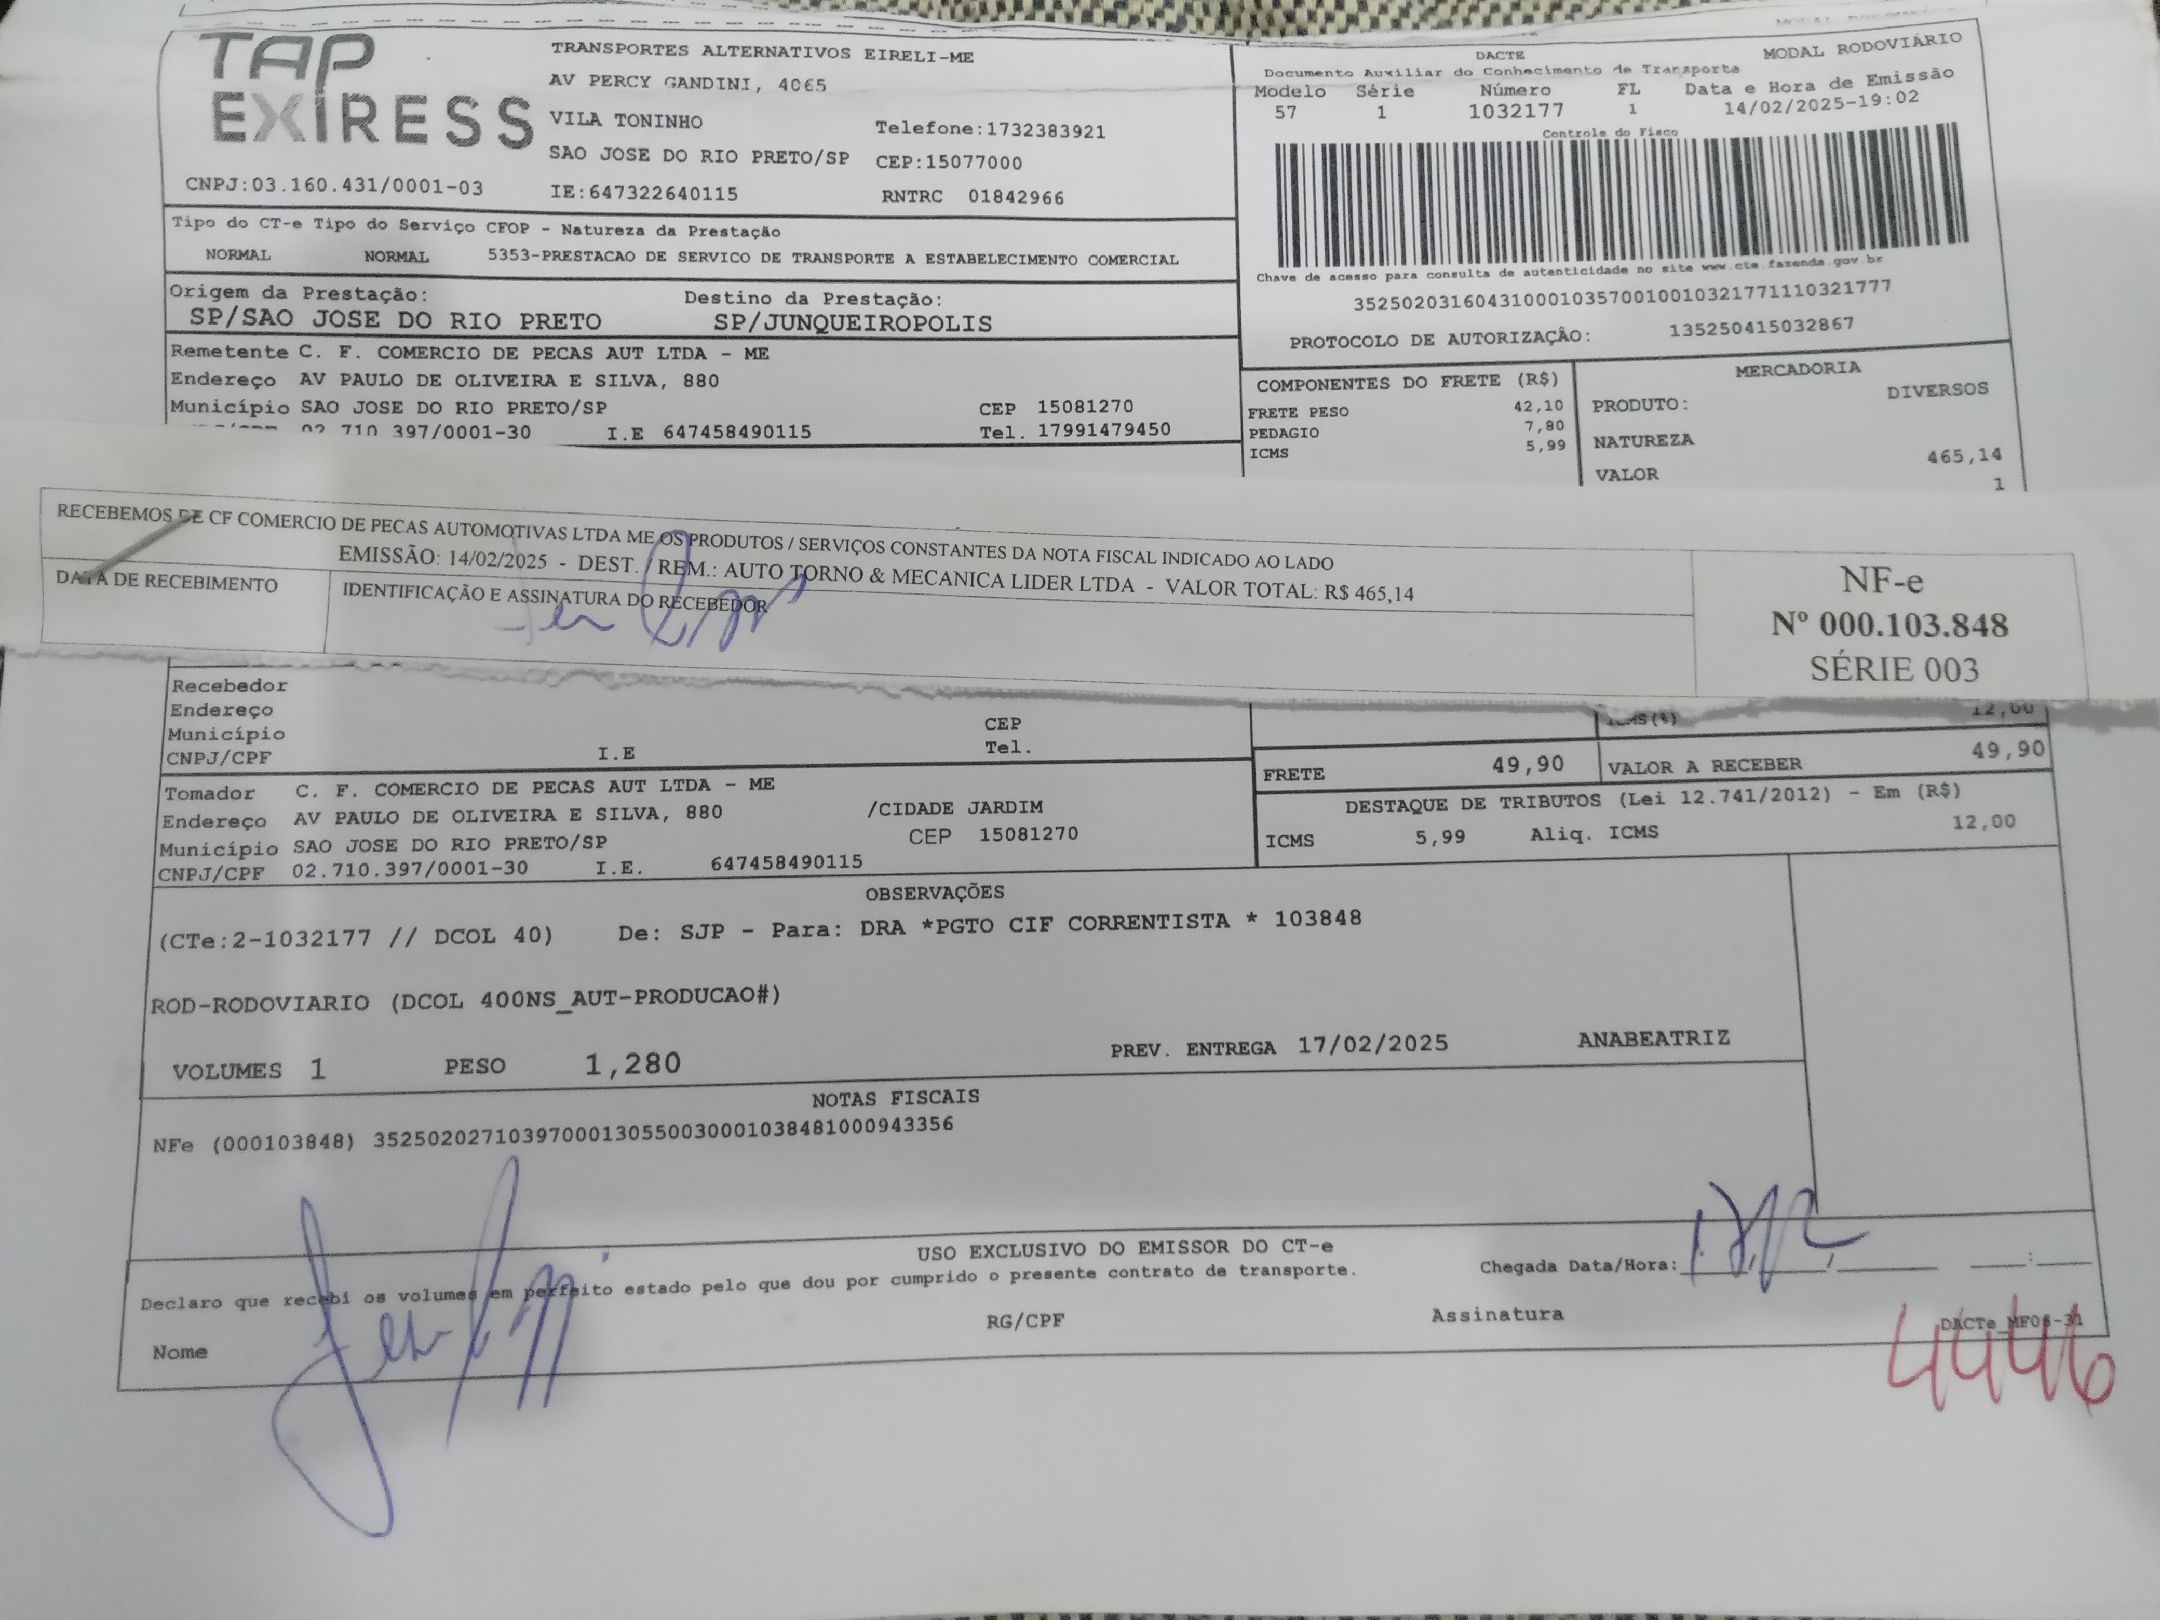 TAP
EXPRESS
TRANSPORTES ALTERNATIVOS EIRELI-ME
AV PERCY GANDINI, 4065
VILA TONINHO
Telefone:1732383921
SAO JOSE DO RIO PRETO/SP CEP:15077000
CNPJ:03.160.431/0001-03 IE:647322640115 RNTRC 01842966
DACTE MODAL RODOVIÁRIO
Documento Auxiliar do Conhecimento de Transporte
Modelo Série Número FL Data e Hora de Emissão
57 1 1032177 1 14/02/2025-19:02
Controle do Fisco
Chave de acesso para consulta de autenticidade no site www.cte.fazenda.gov.br
35250203160431000103570010010321771110321777
PROTOCOLO DE AUTORIZAÇÃO: 135250415032867
Tipo do CT-e Tipo do Serviço CFOP - Natureza da Prestação
NORMAL NORMAL 5353-PRESTACAO DE SERVICO DE TRANSPORTE A ESTABELECIMENTO COMERCIAL
Origem da Prestação: Destino da Prestação:
SP/SAO JOSE DO RIO PRETO SP/JUNQUEIROPOLIS
Remetente C. F. COMERCIO DE PECAS AUT LTDA - ME
Endereço AV PAULO DE OLIVEIRA E SILVA, 880
Município SAO JOSE DO RIO PRETO/SP CEP 15081270
02.710.397/0001-30 I.E 647458490115 Tel. 17991479450
COMPONENTES DO FRETE (R$)
FRETE PESO 42,10
PEDAGIO 7,80
ICMS 5,99
MERCADORIA
PRODUTO: DIVERSOS
NATUREZA
VALOR 465,14
1
RECEBEMOS DE CF COMERCIO DE PECAS AUTOMOTIVAS LTDA ME OS PRODUTOS / SERVIÇOS CONSTANTES DA NOTA FISCAL INDICADO AO LADO
EMISSÃO: 14/02/2025 - DEST. / REM.: AUTO TORNO & MECANICA LIDER LTDA - VALOR TOTAL: R$ 465,14
DATA DE RECEBIMENTO
IDENTIFICAÇÃO E ASSINATURA DO RECEBEDOR
NF-e
Nº 000.103.848
SÉRIE 003
Recebedor
Endereço
Município CEP
CNPJ/CPF I.E Tel.
ICMS(%) 12,00
FRETE 49,90 VALOR A RECEBER 49,90
Tomador C. F. COMERCIO DE PECAS AUT LTDA - ME
Endereço AV PAULO DE OLIVEIRA E SILVA, 880 /CIDADE JARDIM
Município SAO JOSE DO RIO PRETO/SP CEP 15081270
CNPJ/CPF 02.710.397/0001-30 I.E. 647458490115
DESTAQUE DE TRIBUTOS (Lei 12.741/2012) - Em (R$)
ICMS 5,99 Aliq. ICMS 12,00
OBSERVAÇÕES
(CTe:2-1032177 // DCOL 40) De: SJP - Para: DRA *PGTO CIF CORRENTISTA * 103848
ROD-RODOVIARIO (DCOL 400NS_AUT-PRODUCAO#)
VOLUMES 1 PESO 1,280 PREV. ENTREGA 17/02/2025 ANABEATRIZ
NOTAS FISCAIS
NFe (000103848) 35250202710397000130550030001038481000943356
USO EXCLUSIVO DO EMISSOR DO CT-e
Declaro que recebi os volumes em perfeito estado pelo que dou por cumprido o presente contrato de transporte.
Chegada Data/Hora: 17/2
Nome RG/CPF Assinatura
DACTe_MF06-31
4446